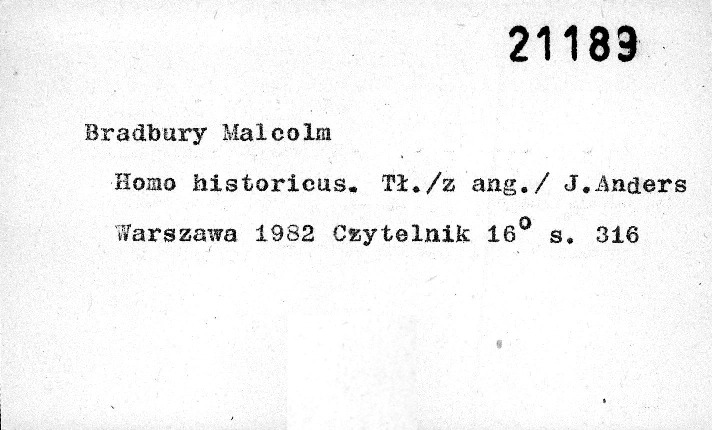 21189
Bradbury Malcolm
Homo historicus. Tł./z ang./ J.Anders
Warszawa 1982 Czytelnik 16⁰ s. 316